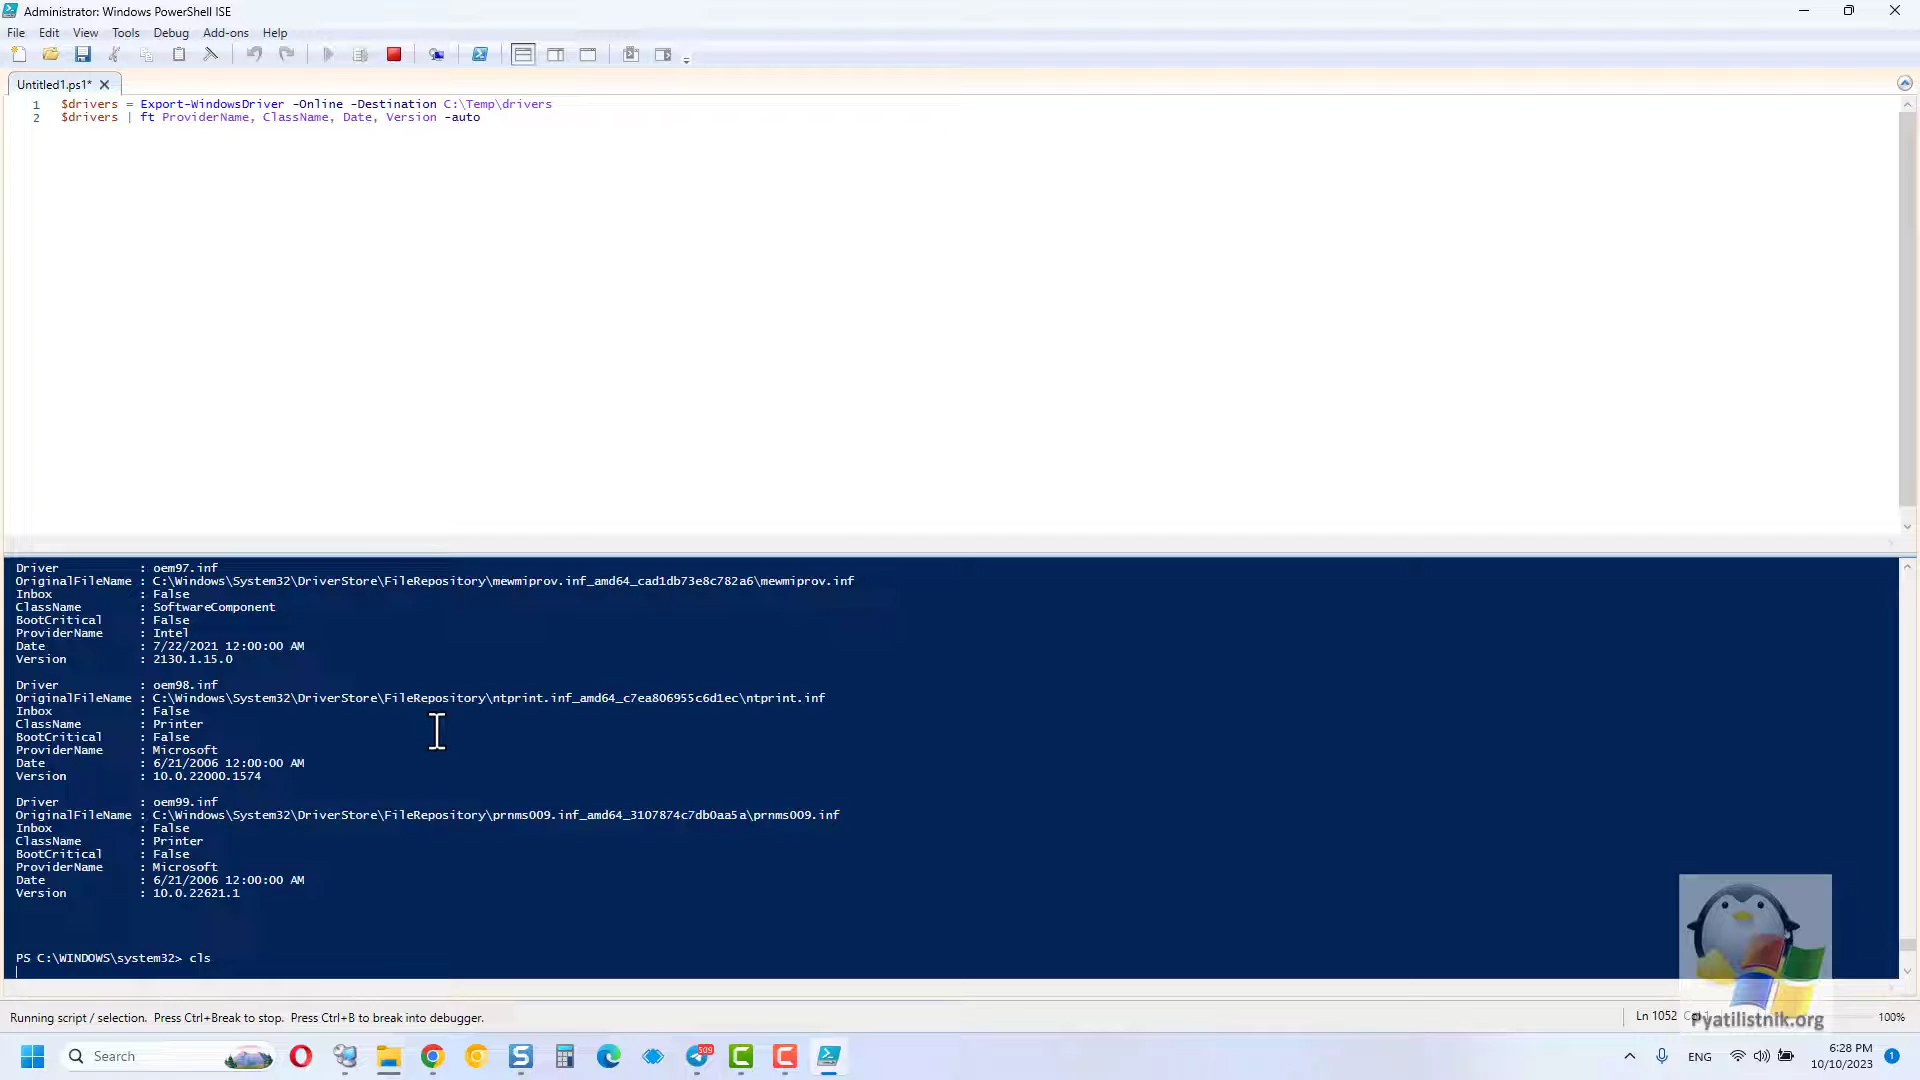 Administrator: Windows PowerShell ISE
File Edit View Tools Debug Add-ons Help
Untitled1.ps1*
1 $drivers = Export-WindowsDriver -Online -Destination C:\Temp\drivers
2 $drivers | ft ProviderName, ClassName, Date, Version -auto
Driver : oem97.inf
OriginalFileName : C:\Windows\System32\DriverStore\FileRepository\mewmiprov.inf_amd64_cad1db73e8c782a6\mewmiprov.inf
Inbox : False
ClassName : SoftwareComponent
BootCritical : False
ProviderName : Intel
Date : 7/22/2021 12:00:00 AM
Version : 2130.1.15.0
Driver : oem98.inf
OriginalFileName : C:\Windows\System32\DriverStore\FileRepository\ntprint.inf_amd64_c7ea806955c6d1ec\ntprint.inf
Inbox : False
ClassName : Printer
BootCritical : False
ProviderName : Microsoft
Date : 6/21/2006 12:00:00 AM
Version : 10.0.22000.1574
Driver : oem99.inf
OriginalFileName : C:\Windows\System32\DriverStore\FileRepository\prnms009.inf_amd64_3107874c7db0aa5a\prnms009.inf
Inbox : False
ClassName : Printer
BootCritical : False
ProviderName : Microsoft
Date : 6/21/2006 12:00:00 AM
Version : 10.0.22621.1
PS C:\WINDOWS\system32> cls
Running script / selection. Press Ctrl+Break to stop. Press Ctrl+B to break into debugger.
Ln 1052
100%
Pyatilistnik.org
Search
509
ENG
6:28 PM
10/10/2023
1